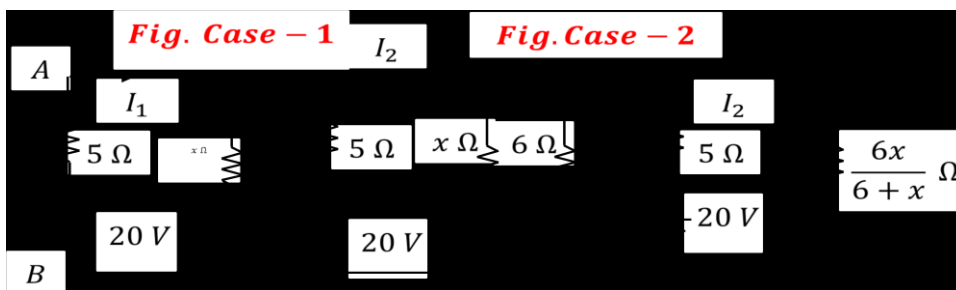 Fig. Case – 1
I₂
Fig. Case – 2
A
I₁
I₂
5 Ω
x Ω
5 Ω
x Ω
6 Ω
5 Ω
6x
6 + x
Ω
20 V
20 V
20 V
B